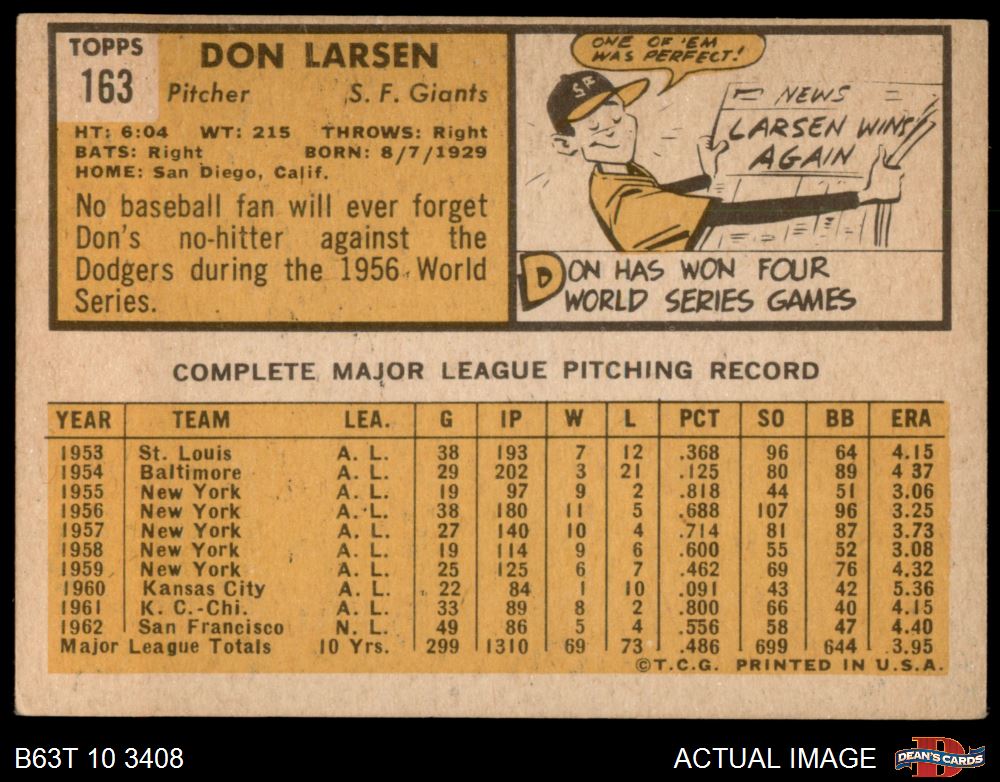 TOPPS
163
DON LARSEN
Pitcher S. F. Giants
HT: 6:04 WT: 215 THROWS: Right
BATS: Right BORN: 8/7/1929
HOME: San Diego, Calif.
No baseball fan will ever forget
Don's no-hitter against the
Dodgers during the 1956 World
Series.
ONE OF 'EM
WAS PERFECT!
SF
NEWS
LARSEN WINS
AGAIN
DON HAS WON FOUR
WORLD SERIES GAMES
COMPLETE MAJOR LEAGUE PITCHING RECORD
YEAR TEAM LEA. G IP W L PCT SO BB ERA
1953 St. Louis A. L. 38 193 7 12 .368 96 64 4.15
1954 Baltimore A. L. 29 202 3 21 .125 80 89 4 37
1955 New York A. L. 19 97 9 2 .818 44 51 3.06
1956 New York A. L. 38 180 11 5 .688 107 96 3.25
1957 New York A. L. 27 140 10 4 .714 81 87 3.73
1958 New York A. L. 19 114 9 6 .600 55 52 3.08
1959 New York A. L. 25 125 6 7 .462 69 76 4.32
1960 Kansas City A. L. 22 84 1 10 .091 43 42 5.36
1961 K. C.-Chi. A. L. 33 89 8 2 .800 66 40 4.15
1962 San Francisco N. L. 49 86 5 4 .556 58 47 4.40
Major League Totals 10 Yrs. 299 1310 69 73 .486 699 644 3.95
©T.C.G. PRINTED IN U.S.A.
B63T 10 3408
ACTUAL IMAGE
D
DEAN'S CARDS